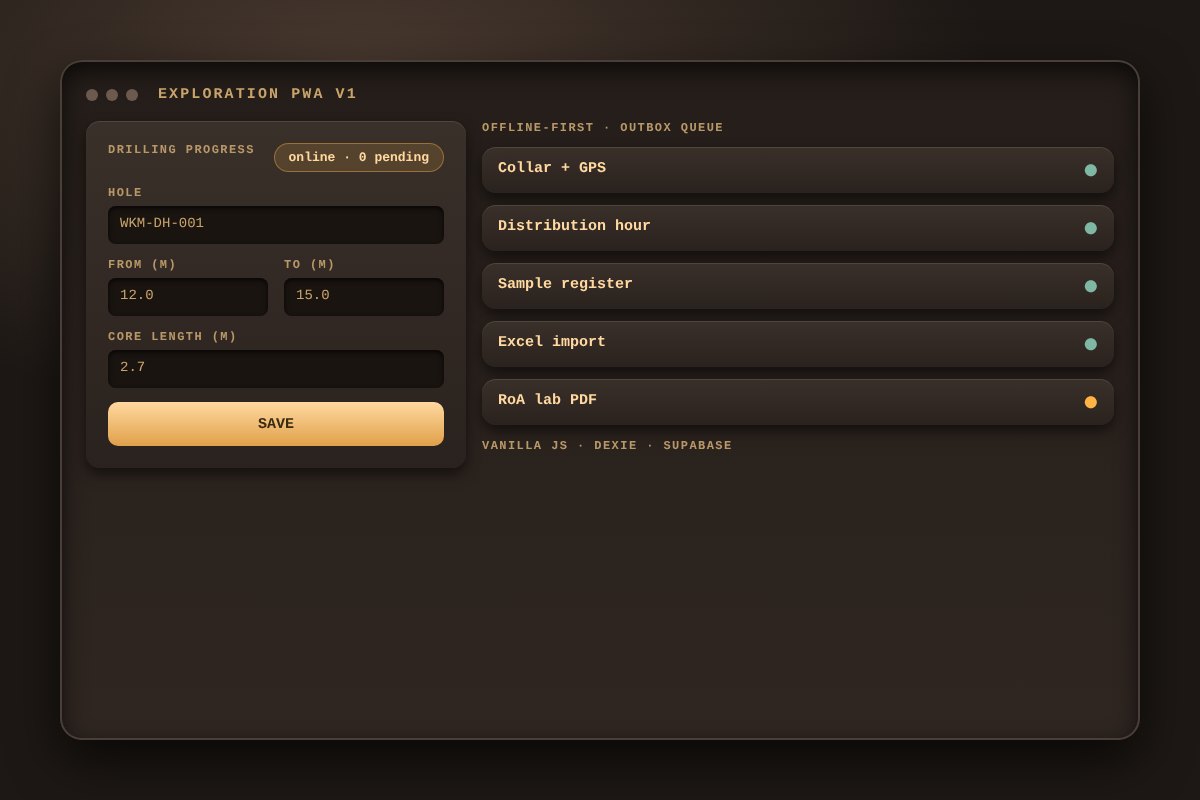 EXPLORATION PWA V1
DRILLING PROGRESS
online · 0 pending
HOLE
WKM-DH-001
FROM (M)
TO (M)
12.0
15.0
CORE LENGTH (M)
2.7
SAVE
OFFLINE-FIRST · OUTBOX QUEUE
Collar + GPS
Distribution hour
Sample register
Excel import
RoA lab PDF
VANILLA JS · DEXIE · SUPABASE